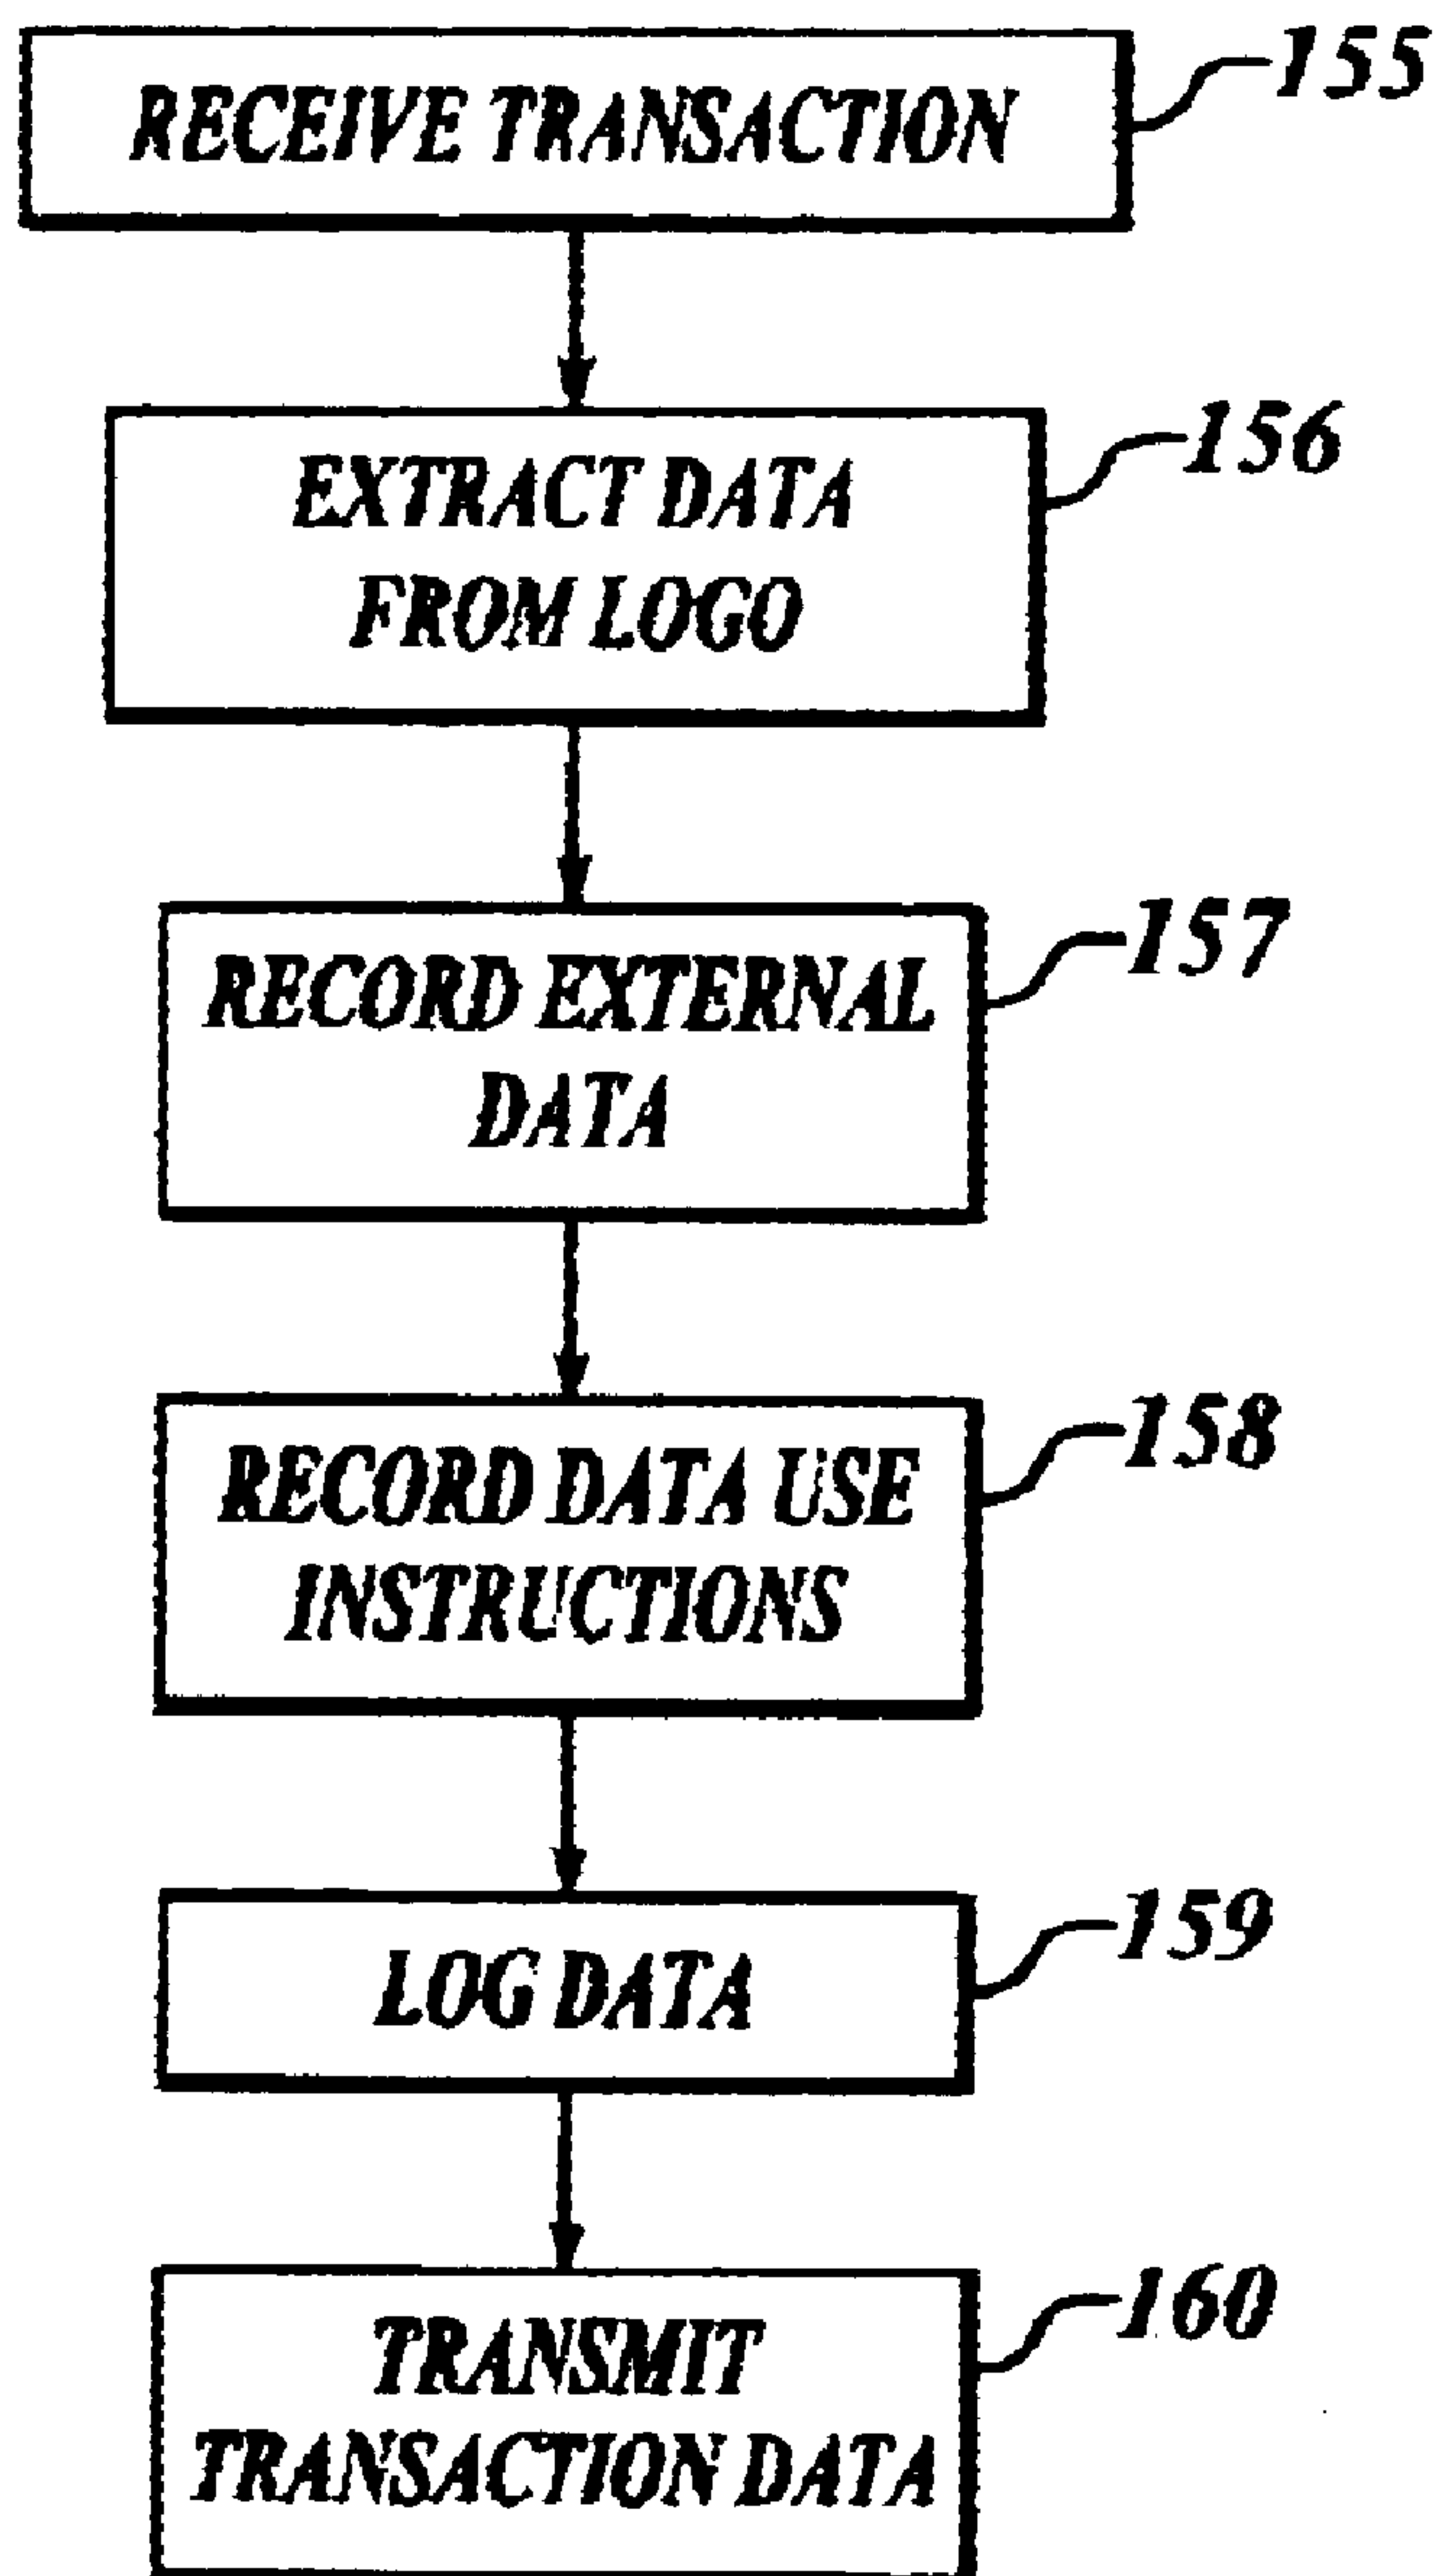 RECEIVE TRANSACTION
155
EXTRACT DATA
FROM LOGO
156
RECORD EXTERNAL
DATA
157
RECORD DATA USE
INSTRUCTIONS
158
LOG DATA
159
TRANSMIT
TRANSACTION DATA
160